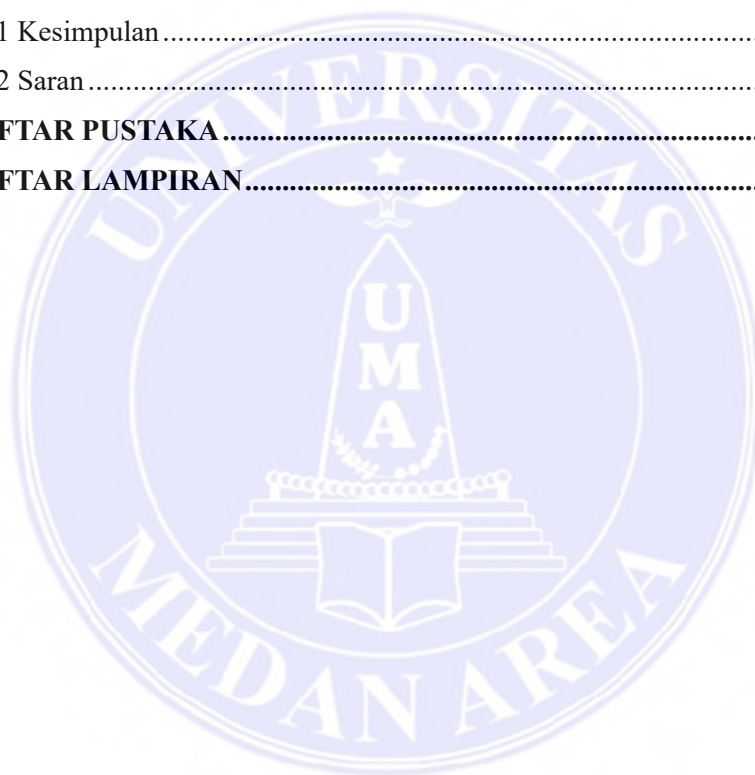 1 Kesimpulan........................................................................................
2 Saran..................................................................................................
FTAR PUSTAKA.................................................................................
FTAR LAMPIRAN..............................................................................
UNIVERSITAS
U
M
A
MEDAN AREA